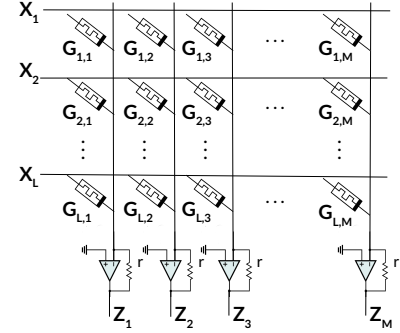 X1
G1,1 G1,2 G1,3 ... G1,M
X2
G2,1 G2,2 G2,3 ... G2,M
XL
GL,1 GL,2 GL,3 ... GL,M
r r r r
Z1 Z2 Z3 ZM